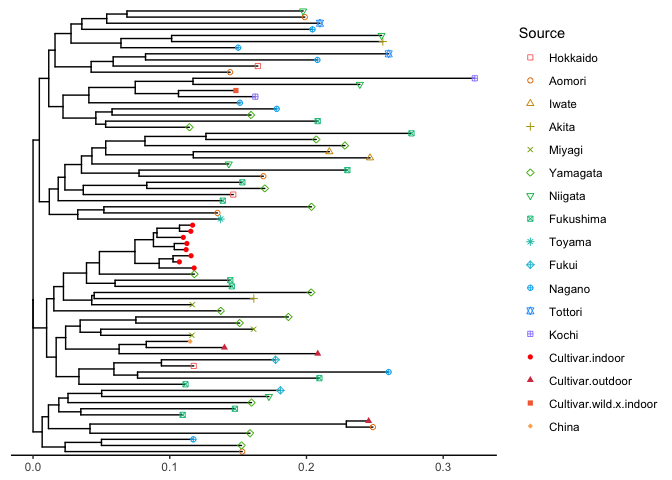 Source
Hokkaido
Aomori
Iwate
Akita
Miyagi
Yamagata
Niigata
Fukushima
Toyama
Fukui
Nagano
Tottori
Kochi
Cultivar.indoor
Cultivar.outdoor
Cultivar.wild.x.indoor
China
0.0 0.1 0.2 0.3